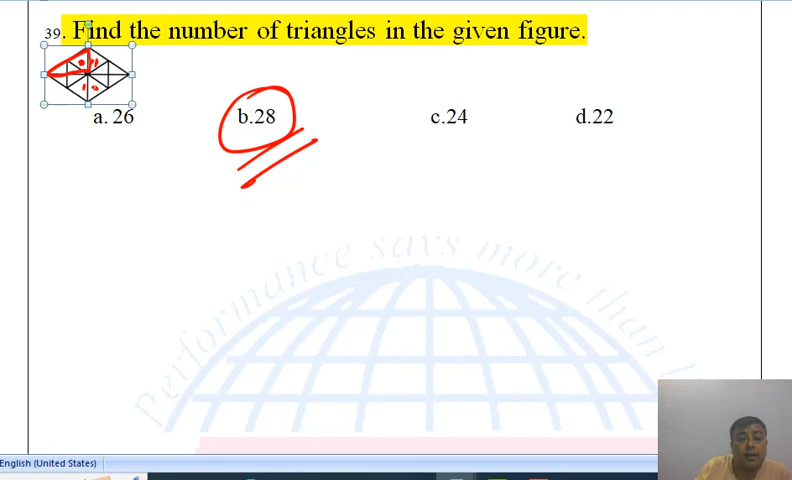 39. Find the number of triangles in the given figure.
a. 26 b.28 c.24 d.22
Performance says more than
English (United States)